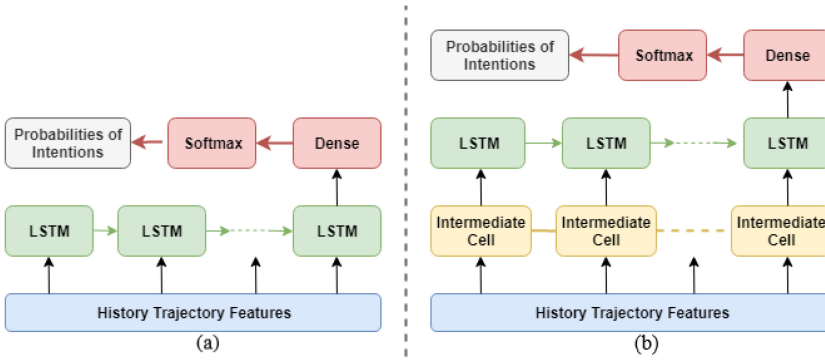 Probabilities of
Intentions
Softmax
Dense
LSTM
LSTM
LSTM
History Trajectory Features
(a)
Probabilities of
Intentions
Softmax
Dense
LSTM
LSTM
LSTM
Intermediate
Cell
Intermediate
Cell
Intermediate
Cell
History Trajectory Features
(b)